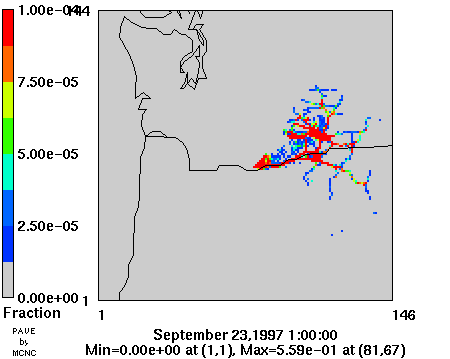 1.00e-04
144
7.50e-05
5.00e-05
2.50e-05
0.00e+00
1
Fraction
1
146
PAVE
by
MCNC
September 23,1997 1:00:00
Min=0.00e+00 at (1,1), Max=5.59e-01 at (81,67)